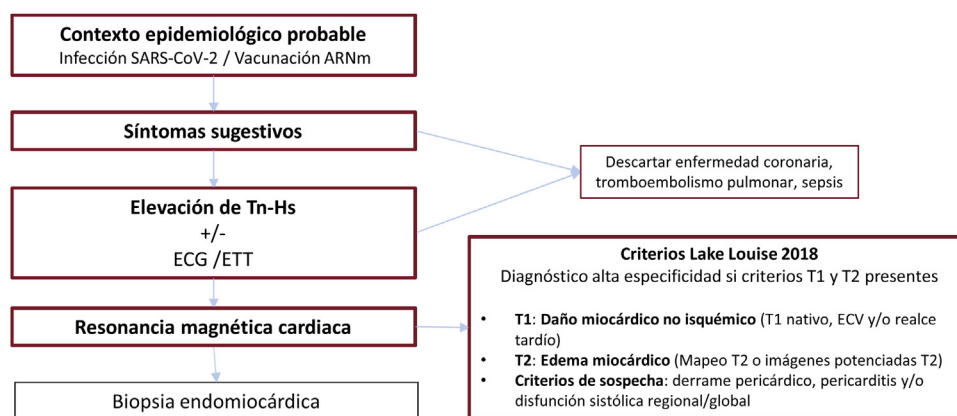 Contexto epidemiológico probable
Infección SARS-CoV-2 / Vacunación ARNm
Síntomas sugestivos
Descartar enfermedad coronaria,
tromboembolismo pulmonar, sepsis
Elevación de Tn-Hs
+/-
ECG /ETT
Resonancia magnética cardiaca
Criterios Lake Louise 2018
Diagnóstico alta especificidad si criterios T1 y T2 presentes
• T1: Daño miocárdico no isquémico (T1 nativo, ECV y/o realce
tardío)
• T2: Edema miocárdico (Mapeo T2 o imágenes potenciadas T2)
• Criterios de sospecha: derrame pericárdico, pericarditis y/o
disfunción sistólica regional/global
Biopsia endomiocárdica